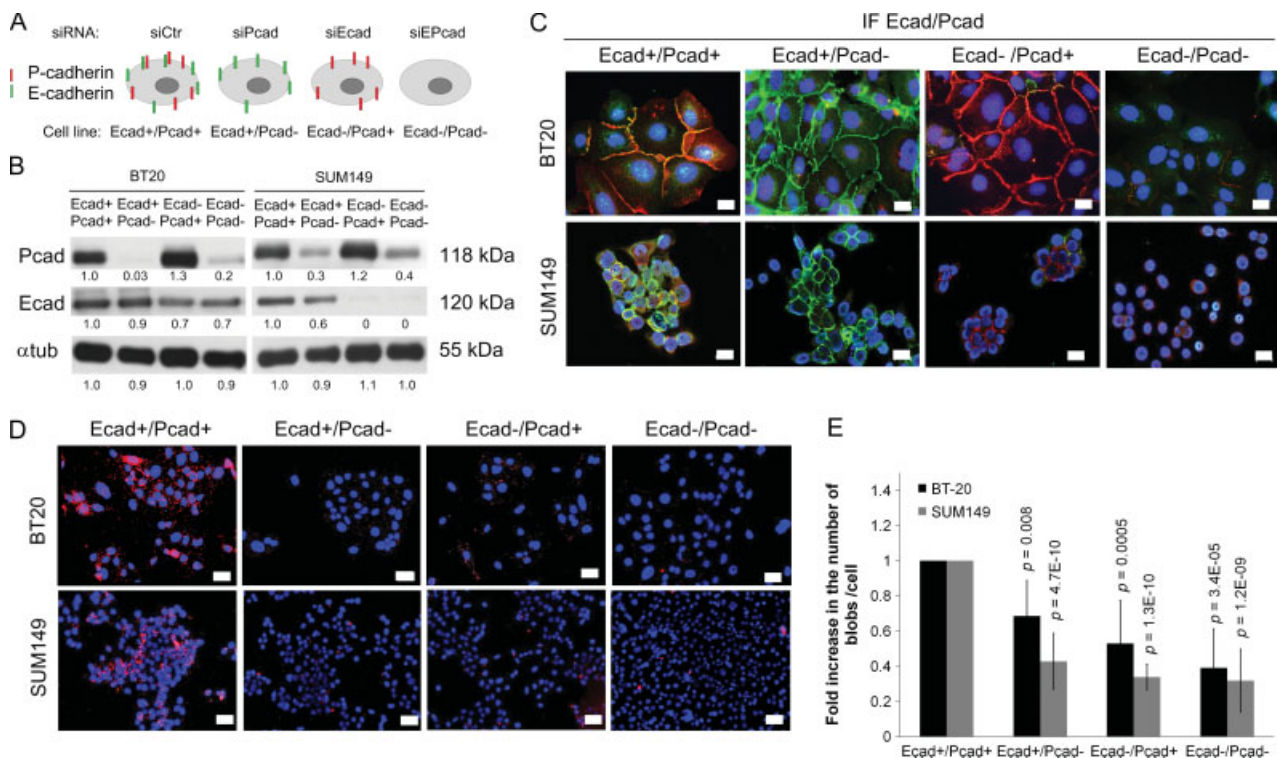 A
siRNA: siCtr siPcad siEcad siEPcad
P-cadherin
E-cadherin
Cell line: Ecad+/Pcad+ Ecad+/Pcad- Ecad-/Pcad+ Ecad-/Pcad-
B
BT20 SUM149
Ecad+ Ecad+ Ecad- Ecad- Ecad+ Ecad+ Ecad- Ecad-
Pcad+ Pcad- Pcad+ Pcad- Pcad+ Pcad- Pcad+ Pcad-
Pcad 118 kDa
1.0 0.03 1.3 0.2 1.0 0.3 1.2 0.4
Ecad 120 kDa
1.0 0.9 0.7 0.7 1.0 0.6 0 0
αtub 55 kDa
1.0 0.9 1.0 0.9 1.0 0.9 1.1 1.0
C
IF Ecad/Pcad
Ecad+/Pcad+ Ecad+/Pcad- Ecad- /Pcad+ Ecad-/Pcad-
BT20
SUM149
D
Ecad+/Pcad+ Ecad+/Pcad- Ecad-/Pcad+ Ecad-/Pcad-
BT20
SUM149
E
Fold increase in the number of
blobs /cell
1.4
1.2
1
0.8
0.6
0.4
0.2
0
BT-20
SUM149
p = 0.008
p = 4.7E-10
p = 0.0005
p = 1.3E-10
p = 3.4E-05
p = 1.2E-09
Ecad+/Pcad+ Ecad+/Pcad- Ecad-/Pcad+ Ecad-/Pcad-